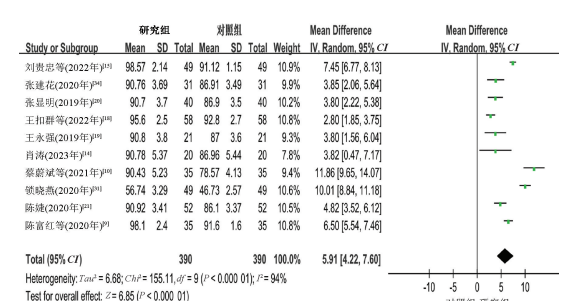 研究组 对照组 Mean Difference Mean Difference
Study or Subgroup Mean SD Total Mean SD Total Weight IV. Random. 95% CI IV. Random. 95% CI
刘贵忠等(2022年)[15] 98.57 2.14 49 91.12 1.15 49 10.9% 7.45 [6.77, 8.13]
张建花(2020年)[24] 90.76 3.69 31 86.91 3.49 31 10.3% 3.85 [2.06, 5.64]
张显明(2019年)[20] 90.7 3.7 40 86.9 3.5 40 10.4% 3.80 [2.22, 5.38]
王扣群等(2022年)[18] 95.6 2.5 58 92.8 2.7 58 10.8% 2.80 [1.85, 3.75]
王永强(2019年)[19] 90.8 3.8 21 87 3.6 21 9.8% 3.80 [1.56, 6.04]
肖涛(2023年)[14] 90.78 5.37 20 86.96 5.44 20 8.3% 3.82 [0.47, 7.17]
蔡蔚斌等(2021年)[10] 90.43 5.23 35 78.57 4.13 35 9.9% 11.86 [9.65, 14.07]
锁晓燕(2020年)[31] 56.74 3.29 49 46.73 2.57 49 10.7% 10.01 [8.84, 11.18]
陈婕(2020年)[21] 90.92 3.41 52 86.1 3.37 52 10.6% 4.82 [3.52, 6.12]
陈富红等(2020年)[9] 98.1 2.4 35 91.6 1.6 35 10.8% 6.50 [5.54, 7.46]
Total (95% CI) 390 390 100.0% 5.91 [4.22, 7.60]
Heterogeneity: Tau² = 6.68; Chi² = 155.11, df = 9 (P < 0.000 01); I² = 94%
Test for overall effect: Z = 6.85 (P < 0.000 01)
-10 -5 0 5 10
对照组 研究组